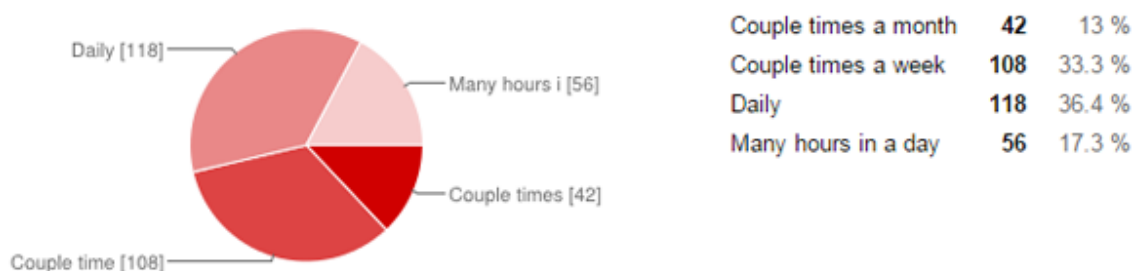 Daily [118]
Many hours i [56]
Couple times [42]
Couple time [108]
Couple times a month 42 13 %
Couple times a week 108 33.3 %
Daily 118 36.4 %
Many hours in a day 56 17.3 %